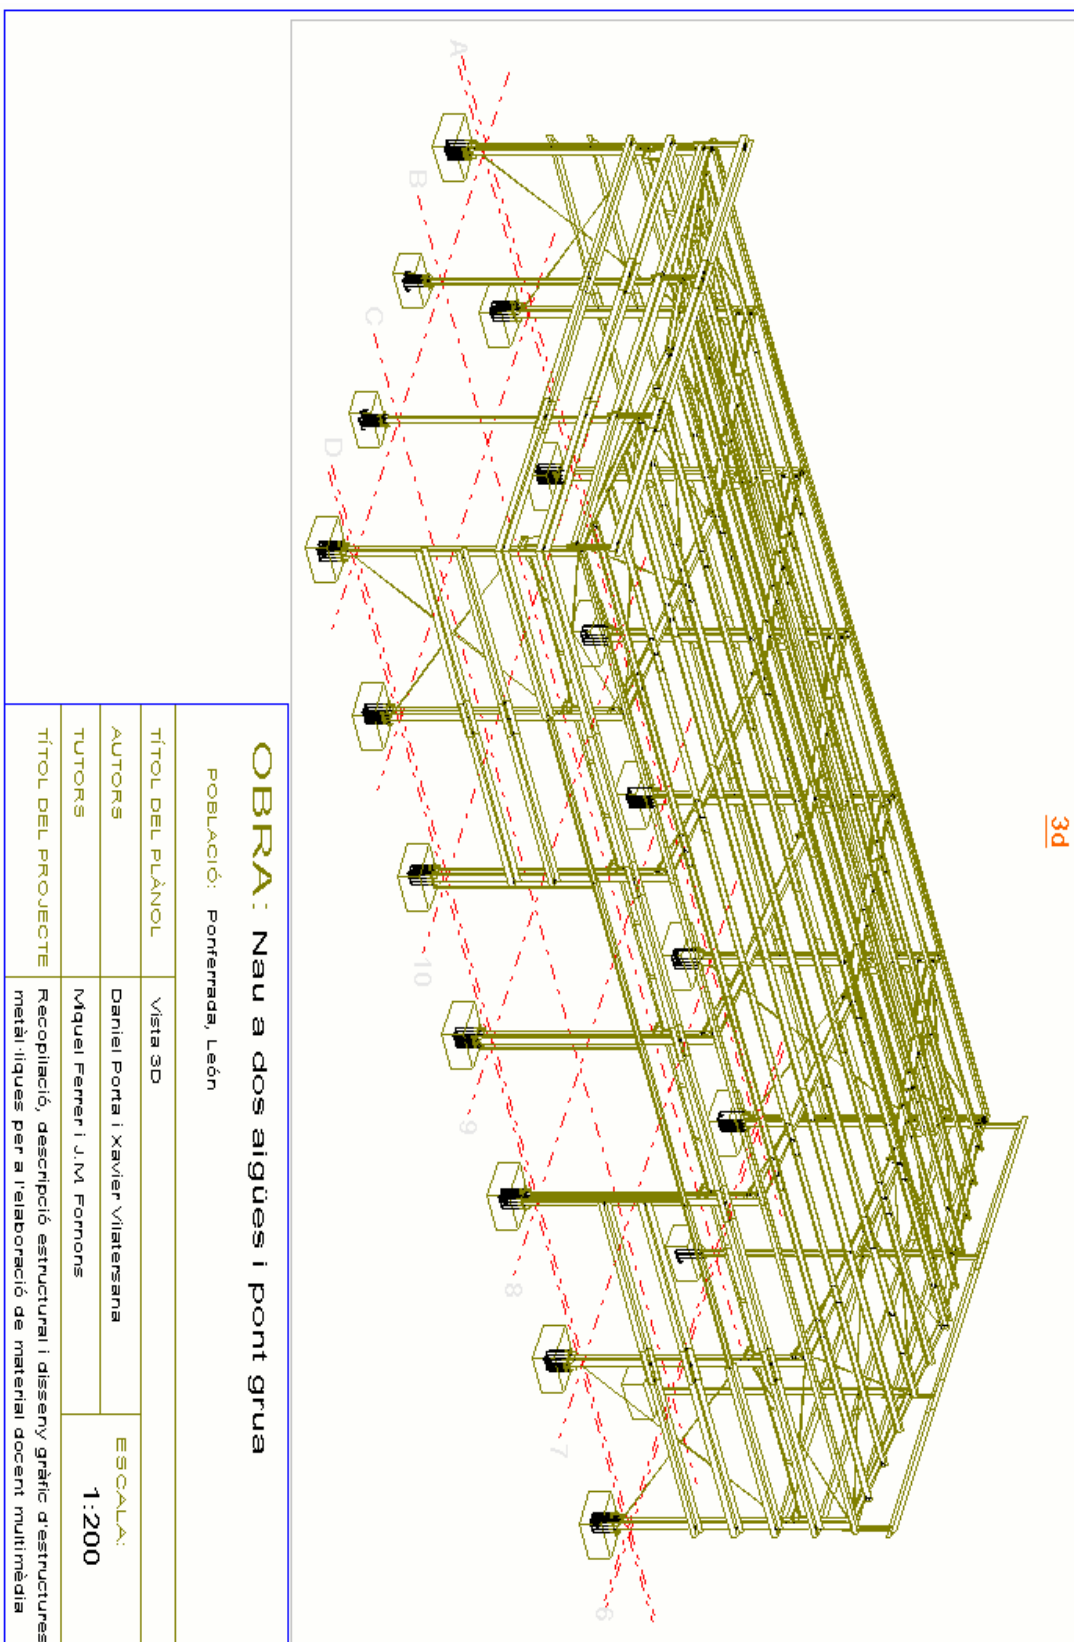 3d
A
B
C
D
10
9
8
7
6
OBRA: Nau a dos aigües i pont grua
POBLACIÓ: Ponferrada, León
TÍTOL DEL PLÀNOL
Vista 3D
AUTORS
Daniel Porta i Xavier Vilatersana
TUTORS
Miquel Ferrer i J.M. Fornons
ESCALA:
1:200
TÍTOL DEL PROJECTE
Recopilació, descripció estructural i disseny gràfic d'estructures
metàl·liques per a l'elaboració de material docent multimèdia